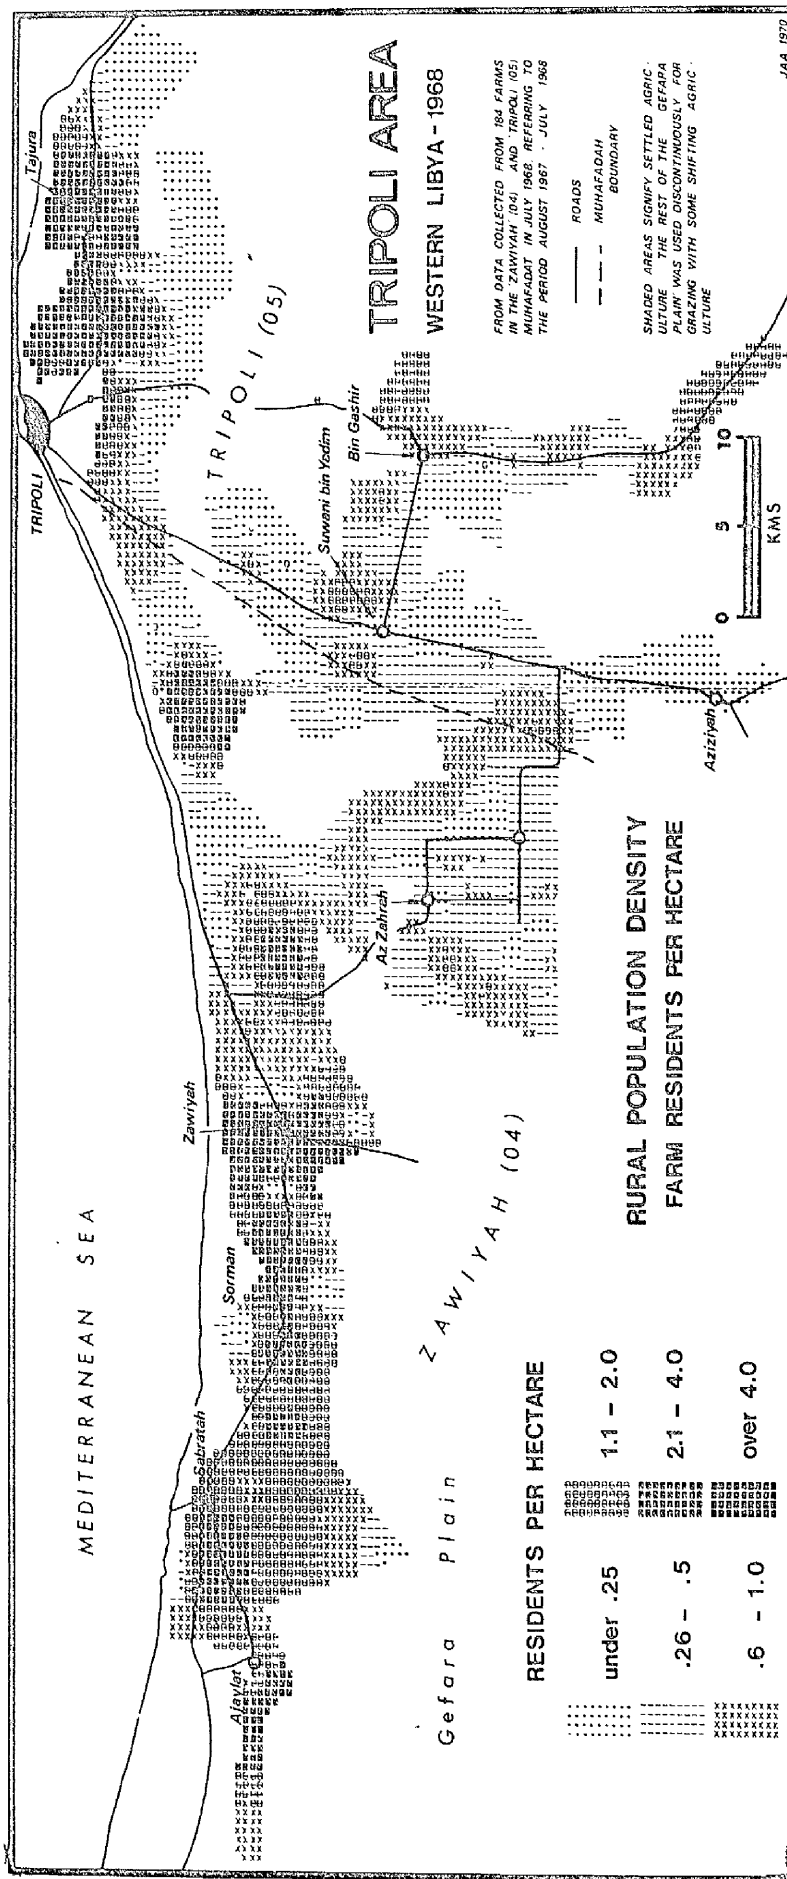 TRIPOLI AREA
WESTERN LIBYA - 1968
FROM DATA COLLECTED FROM 184 FARMS
IN THE 'ZAWIYAH' (04) AND 'TRIPOLI' (05)
MUHAFADAT IN JULY 1968, REFERRING TO
THE PERIOD AUGUST 1967 - JULY 1968
ROADS
MUHAFADAH
BOUNDARY
SHADED AREAS SIGNIFY SETTLED AGRIC-
ULTURE THE REST OF THE GEFARA
PLAIN WAS USED DISCONTINUOUSLY FOR
GRAZING WITH SOME SHIFTING AGRIC-
ULTURE
JAA 1970
MEDITERRANEAN SEA
Ajaylat
Sabratah
Sorman
Zawiyah
TRIPOLI
Tajura
TRIPOLI (05)
Az Zahrah
Suwani bin Yadim
Bin Gashir
Aziziyah
ZAWIYAH (04)
Gefara Plain
0 5 10
KMS
RURAL POPULATION DENSITY
FARM RESIDENTS PER HECTARE
RESIDENTS PER HECTARE
under .25
.26 - .5
.6 - 1.0
1.1 - 2.0
2.1 - 4.0
over 4.0